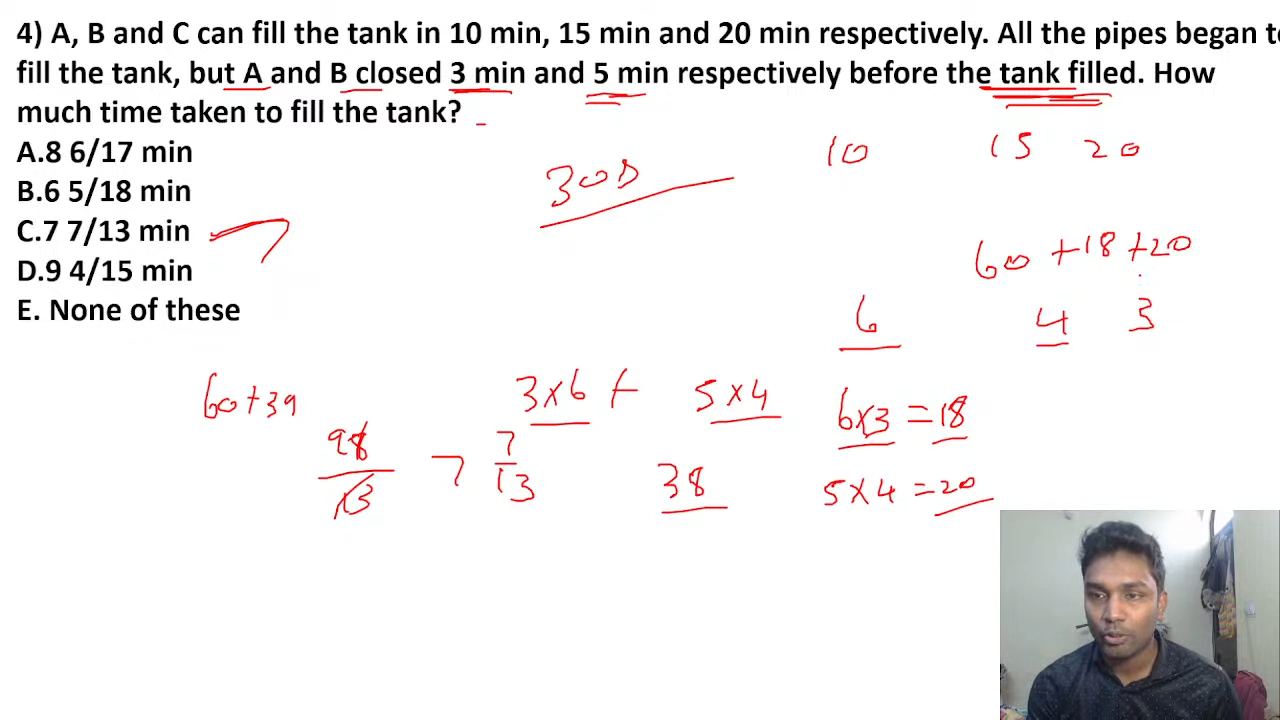 4) A, B and C can fill the tank in 10 min, 15 min and 20 min respectively. All the pipes began to
fill the tank, but A and B closed 3 min and 5 min respectively before the tank filled. How
much time taken to fill the tank?
A.8 6/17 min
B.6 5/18 min
C.7 7/13 min
D.9 4/15 min
E. None of these
10 15 20
60 +18 +20
6 4 3
3x6 + 5x4
6x3 = 18
60+39
98/13 7 7/13
38
5x4 = 20